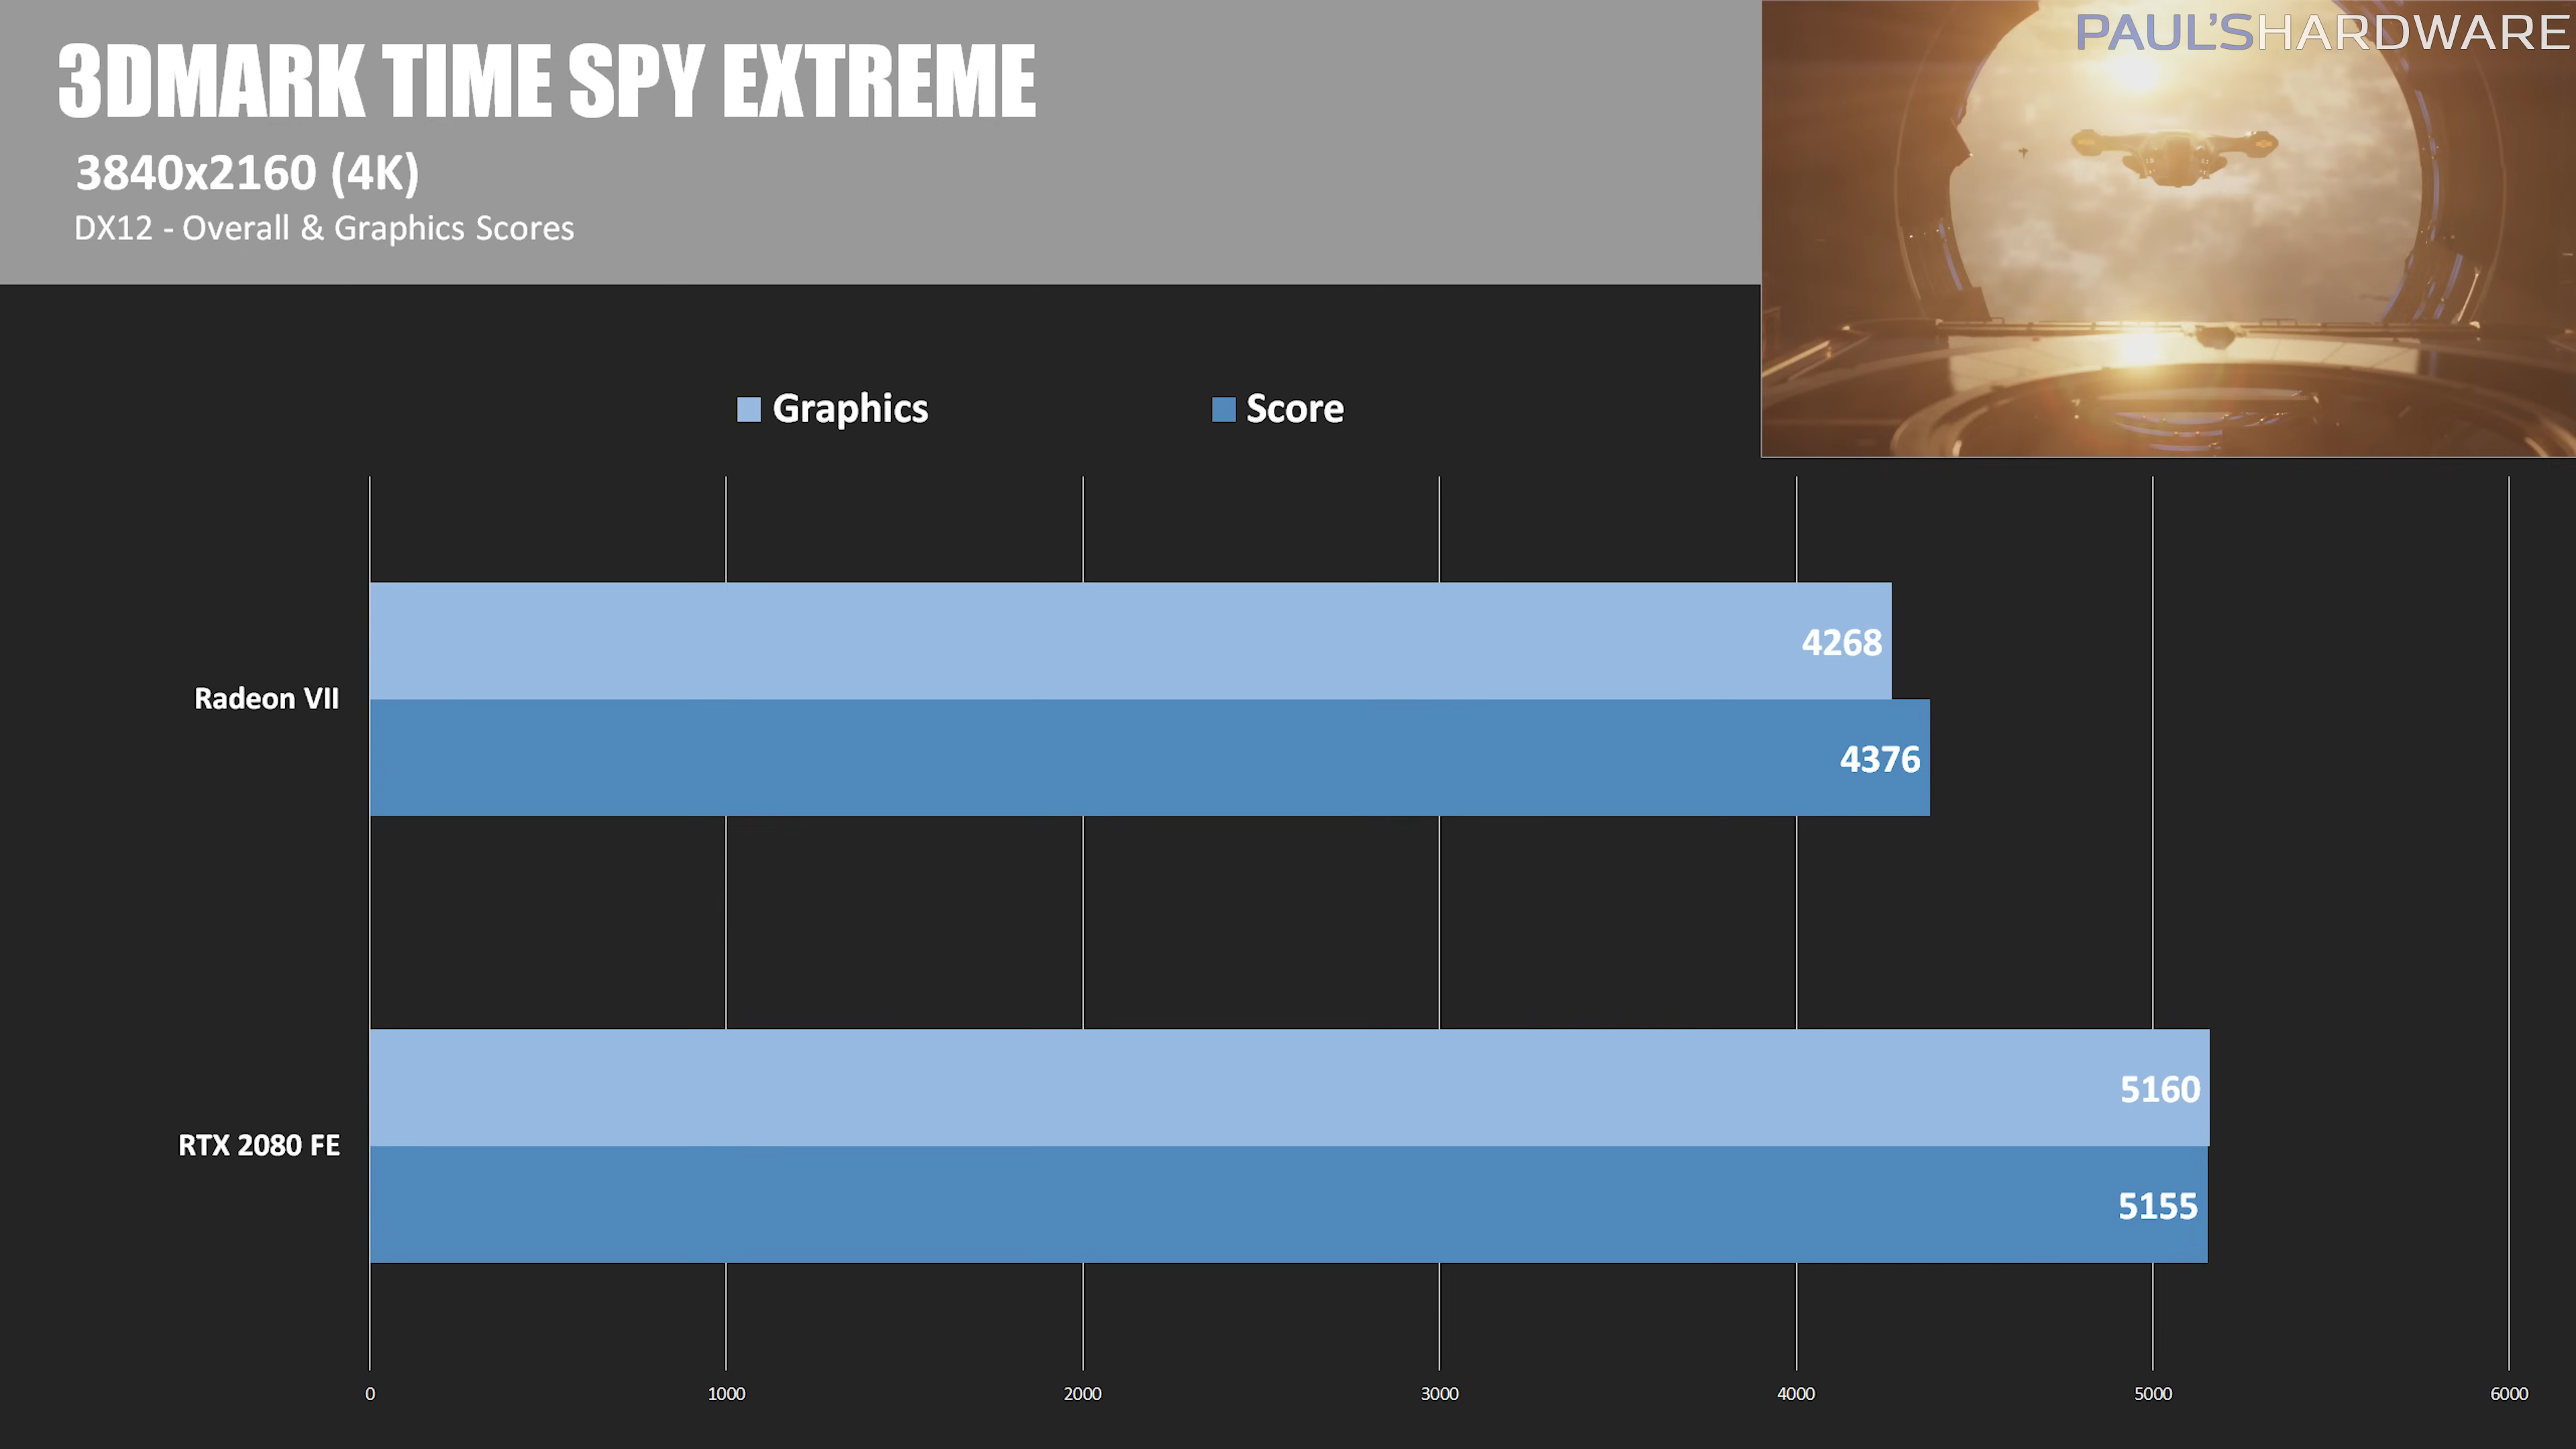 3DMARK TIME SPY EXTREME
PAUL'SHARDWARE
3840x2160 (4K)
DX12 - Overall & Graphics Scores
Graphics
Score
Radeon VII
4268
4376
RTX 2080 FE
5160
5155
0 1000 2000 3000 4000 5000 6000